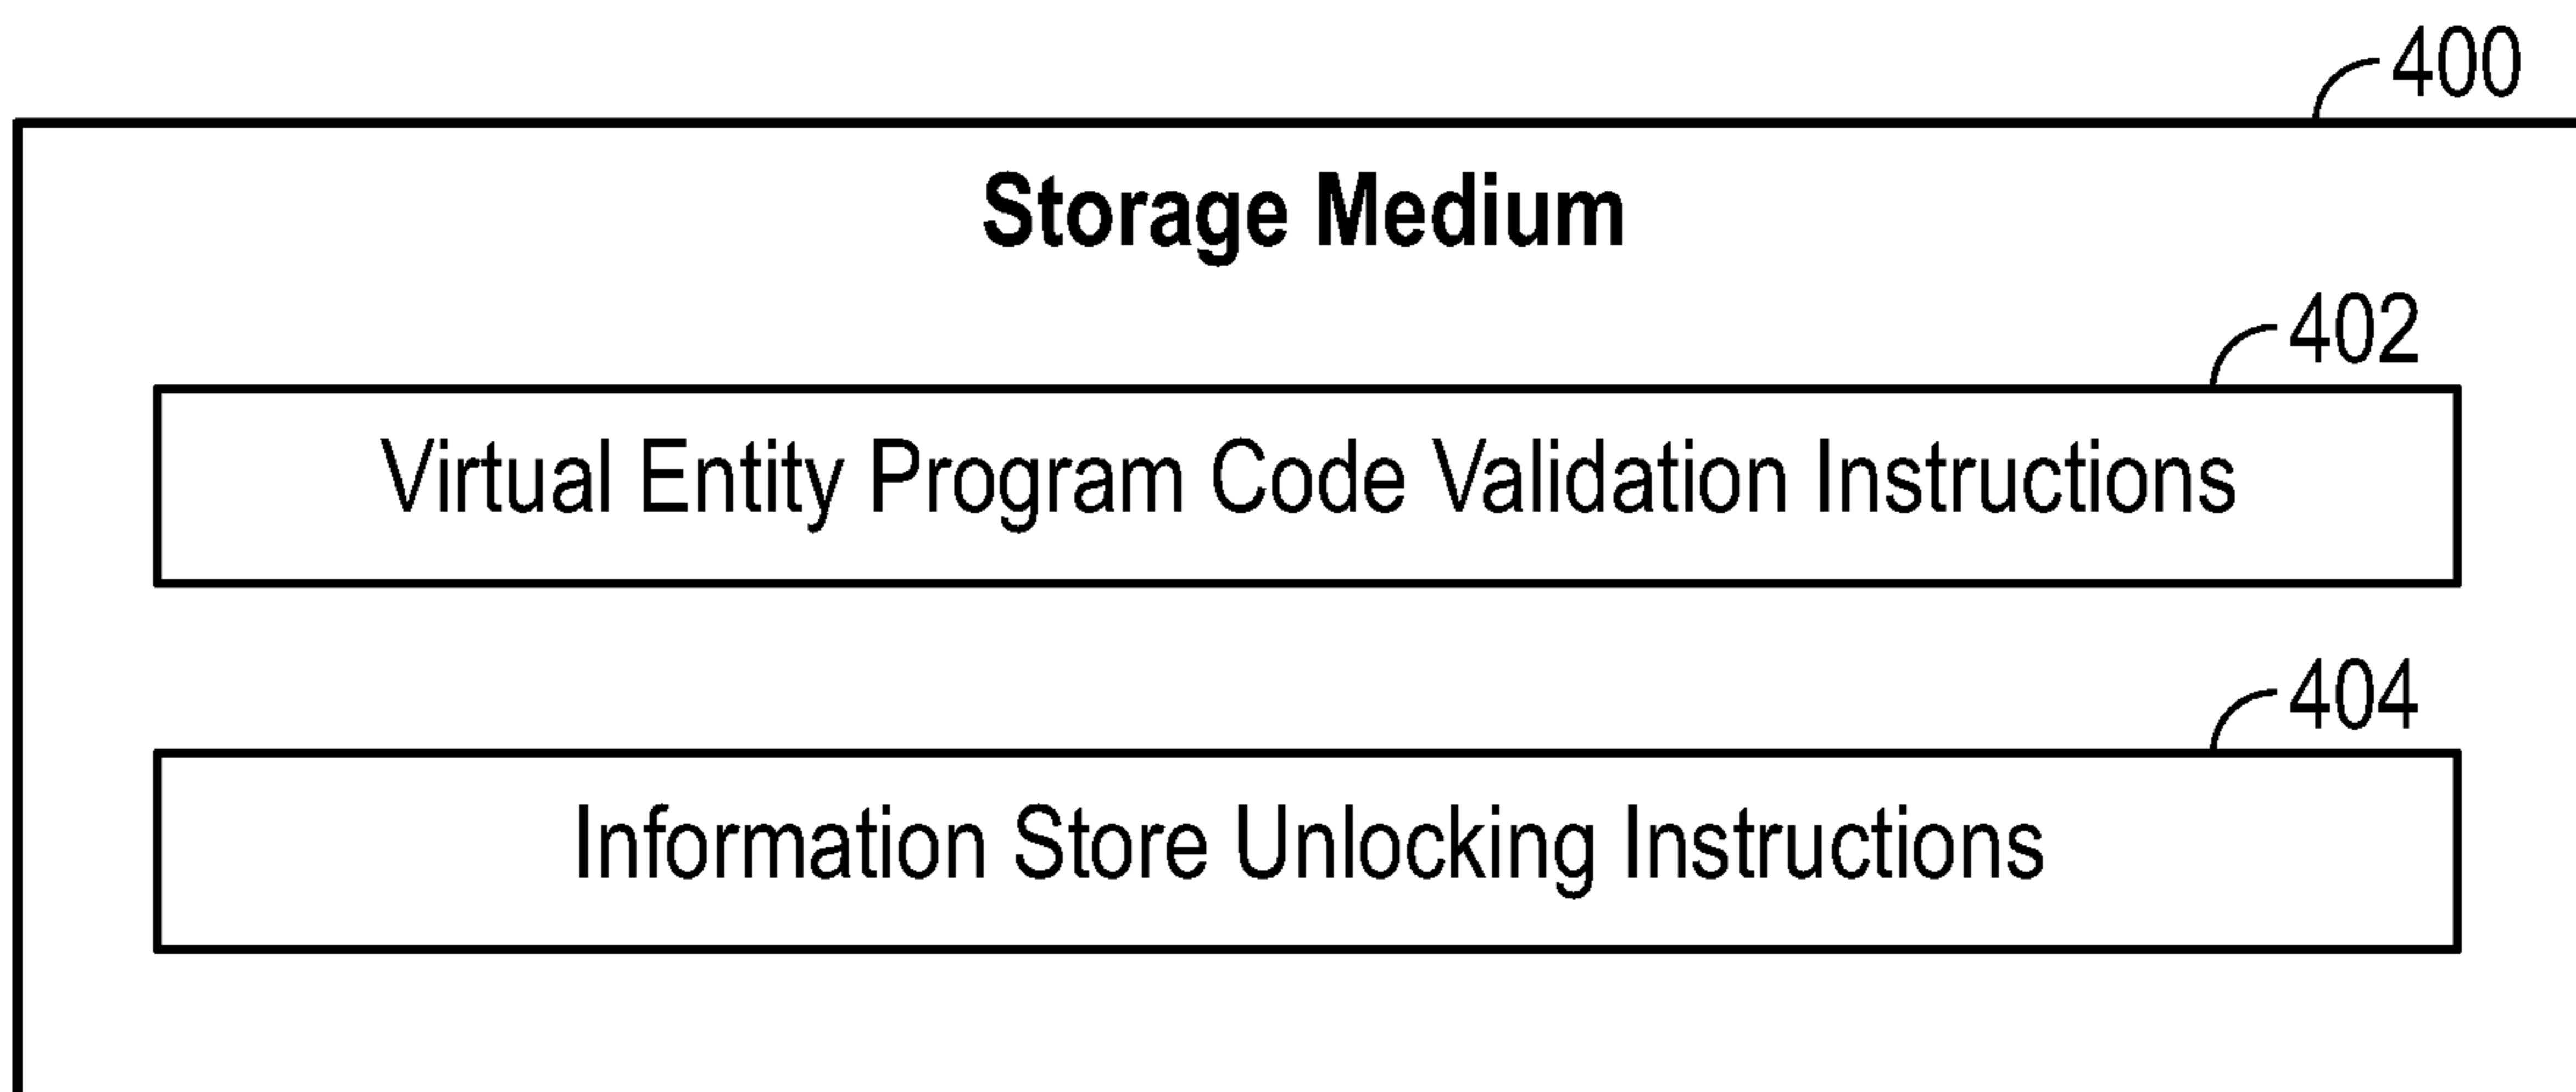 400
Storage Medium
402
Virtual Entity Program Code Validation Instructions
404
Information Store Unlocking Instructions